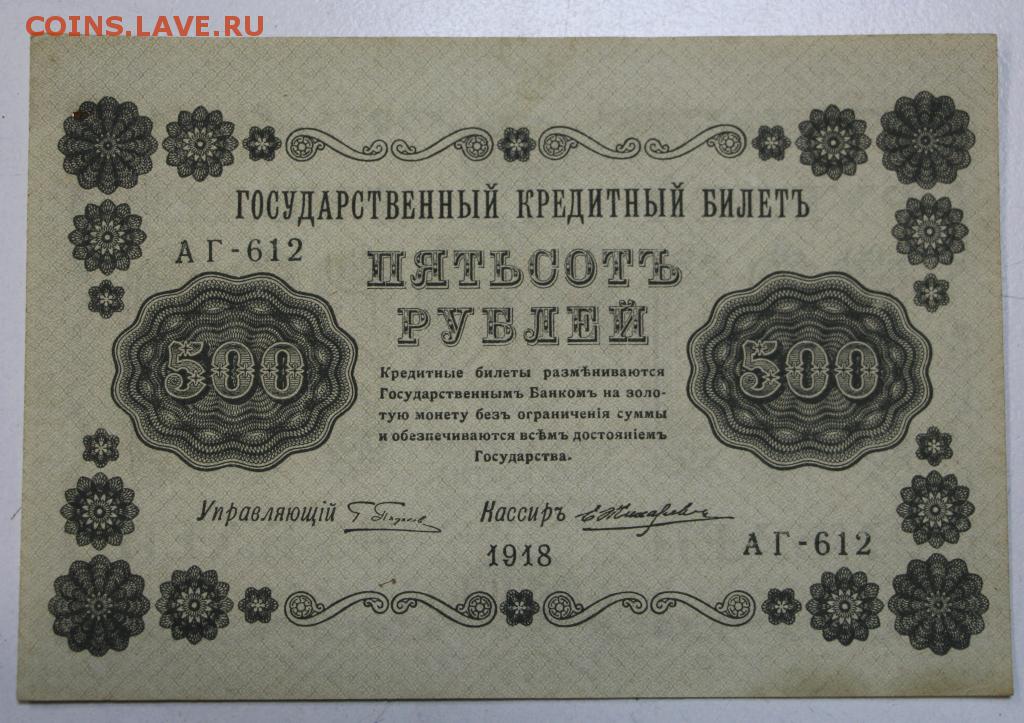 COINS.LAVE.RU
ГОСУДАРСТВЕННЫЙ КРЕДИТНЫЙ БИЛЕТЪ
АГ-612
ПЯТЬСОТЪ
РУБЛЕЙ
500
500
Кредитные билеты размѣниваются
Государственнымъ Банкомъ на золо-
тую монету безъ ограниченія суммы
и обезпечиваются всѣмъ достояніемъ
Государства.
Управляющій Кассиръ
1918
АГ-612